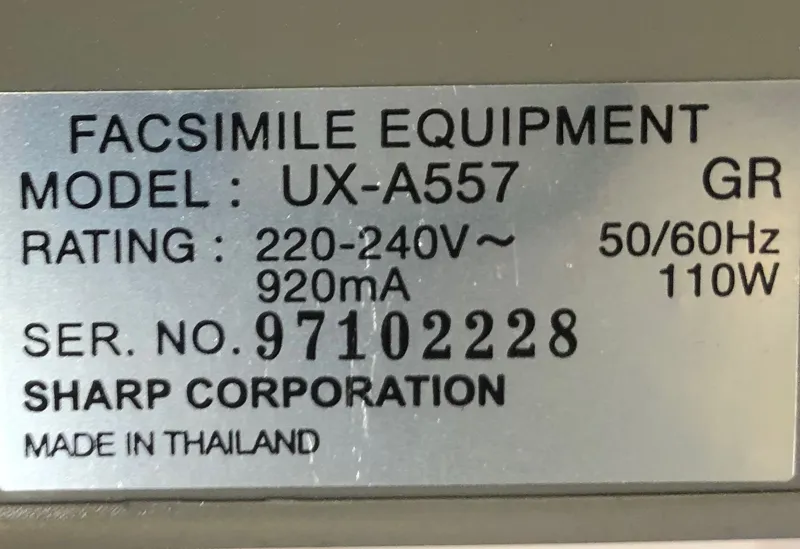 FACSIMILE EQUIPMENT
MODEL : UX-A557 GR
RATING : 220-240V~ 50/60Hz
920mA 110W
SER. NO. 97102228
SHARP CORPORATION
MADE IN THAILAND